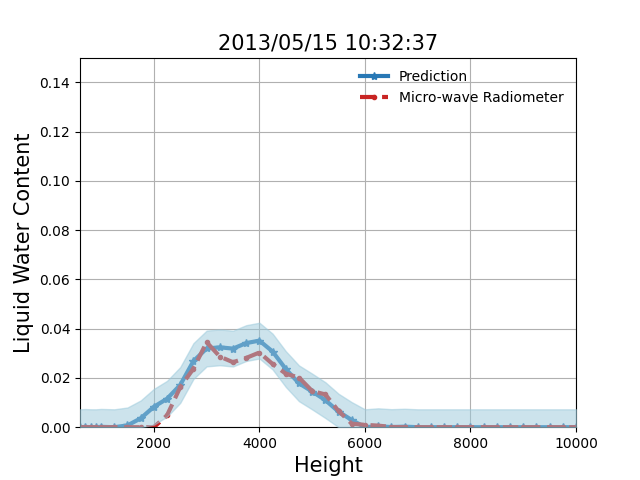 2013/05/15 10:32:37
Prediction
Micro-wave Radiometer
Liquid Water Content
0.14
0.12
0.10
0.08
0.06
0.04
0.02
0.00
2000 4000 6000 8000 10000
Height